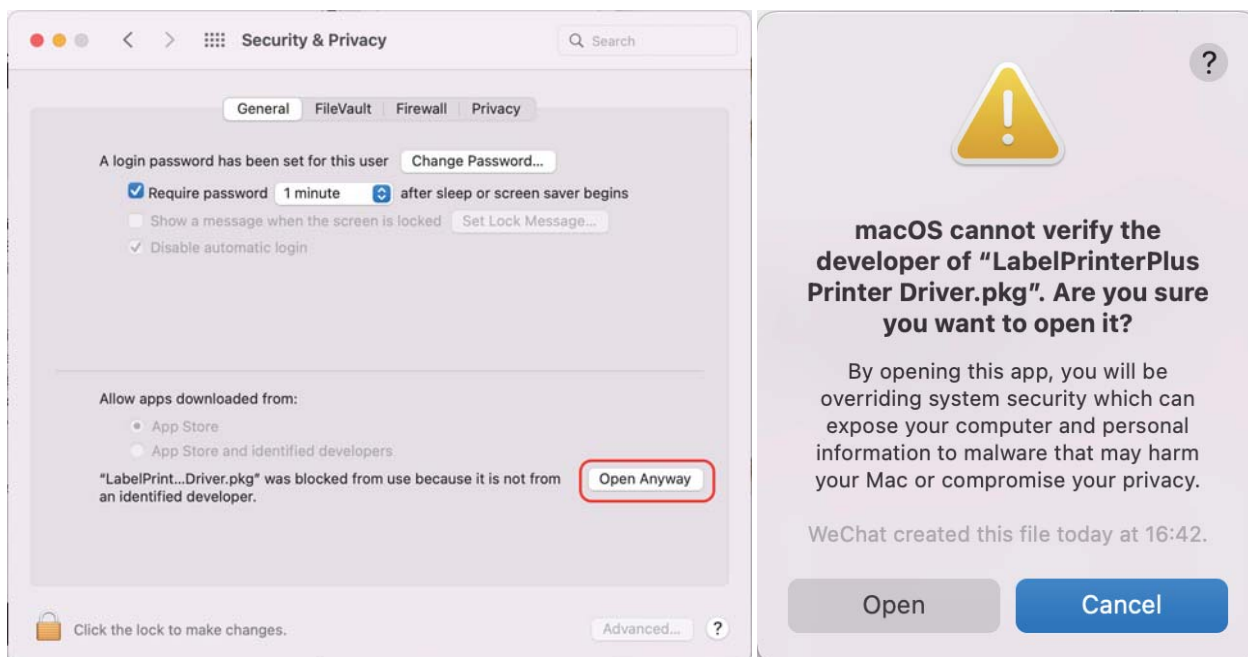 Security & Privacy
Search
General FileVault Firewall Privacy
A login password has been set for this user Change Password...
Require password 1 minute after sleep or screen saver begins
Show a message when the screen is locked Set Lock Message...
Disable automatic login
Allow apps downloaded from:
App Store
App Store and identified developers
"LabelPrint...Driver.pkg" was blocked from use because it is not from
an identified developer.
Open Anyway
Click the lock to make changes.
Advanced... ?
?
macOS cannot verify the
developer of “LabelPrinterPlus
Printer Driver.pkg”. Are you sure
you want to open it?
By opening this app, you will be
overriding system security which can
expose your computer and personal
information to malware that may harm
your Mac or compromise your privacy.
WeChat created this file today at 16:42.
Open Cancel